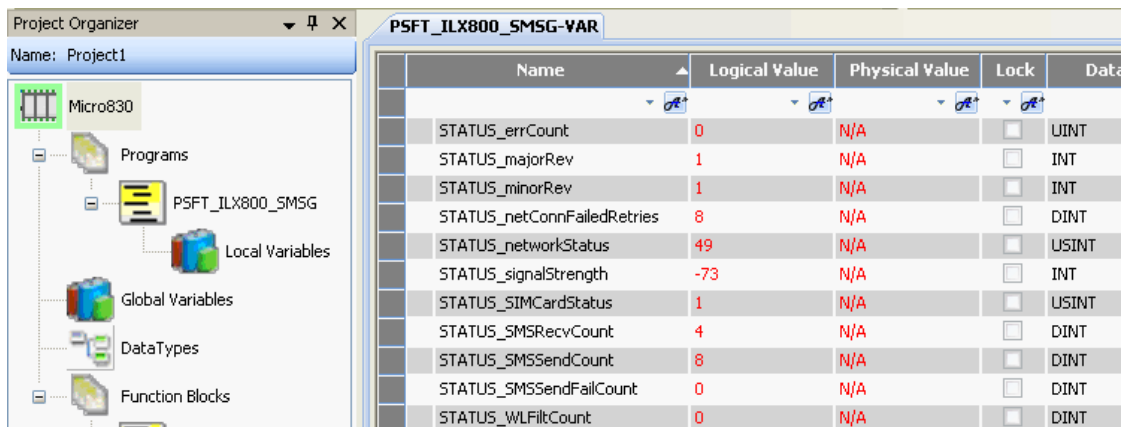 Project Organizer
Name: Project1
Micro830
Programs
PSFT_ILX800_SMSG
Local Variables
Global Variables
DataTypes
Function Blocks
PSFT_ILX800_SMSG-VAR
Name Logical Value Physical Value Lock Data
STATUS_errCount 0 N/A UINT
STATUS_majorRev 1 N/A INT
STATUS_minorRev 1 N/A INT
STATUS_netConnFailedRetries 8 N/A DINT
STATUS_networkStatus 49 N/A USINT
STATUS_signalStrength -73 N/A INT
STATUS_SIMCardStatus 1 N/A USINT
STATUS_SMSRecvCount 4 N/A DINT
STATUS_SMSSendCount 8 N/A DINT
STATUS_SMSSendFailCount 0 N/A DINT
STATUS_WLFiltCount 0 N/A DINT